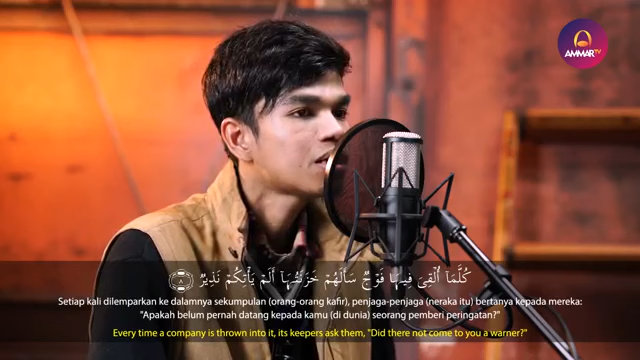 AMMAR TV
كُلَّمَآ أُلْقِىَ فِيهَا فَوْجٌ سَأَلَهُمْ خَزَنَتُهَآ أَلَمْ يَأْتِكُمْ نَذِيرٌ ٨
Setiap kali dilemparkan ke dalamnya sekumpulan (orang-orang kafir), penjaga-penjaga (neraka itu) bertanya kepada mereka:
"Apakah belum pernah datang kepada kamu (di dunia) seorang pemberi peringatan?"
Every time a company is thrown into it, its keepers ask them, "Did there not come to you a warner?"